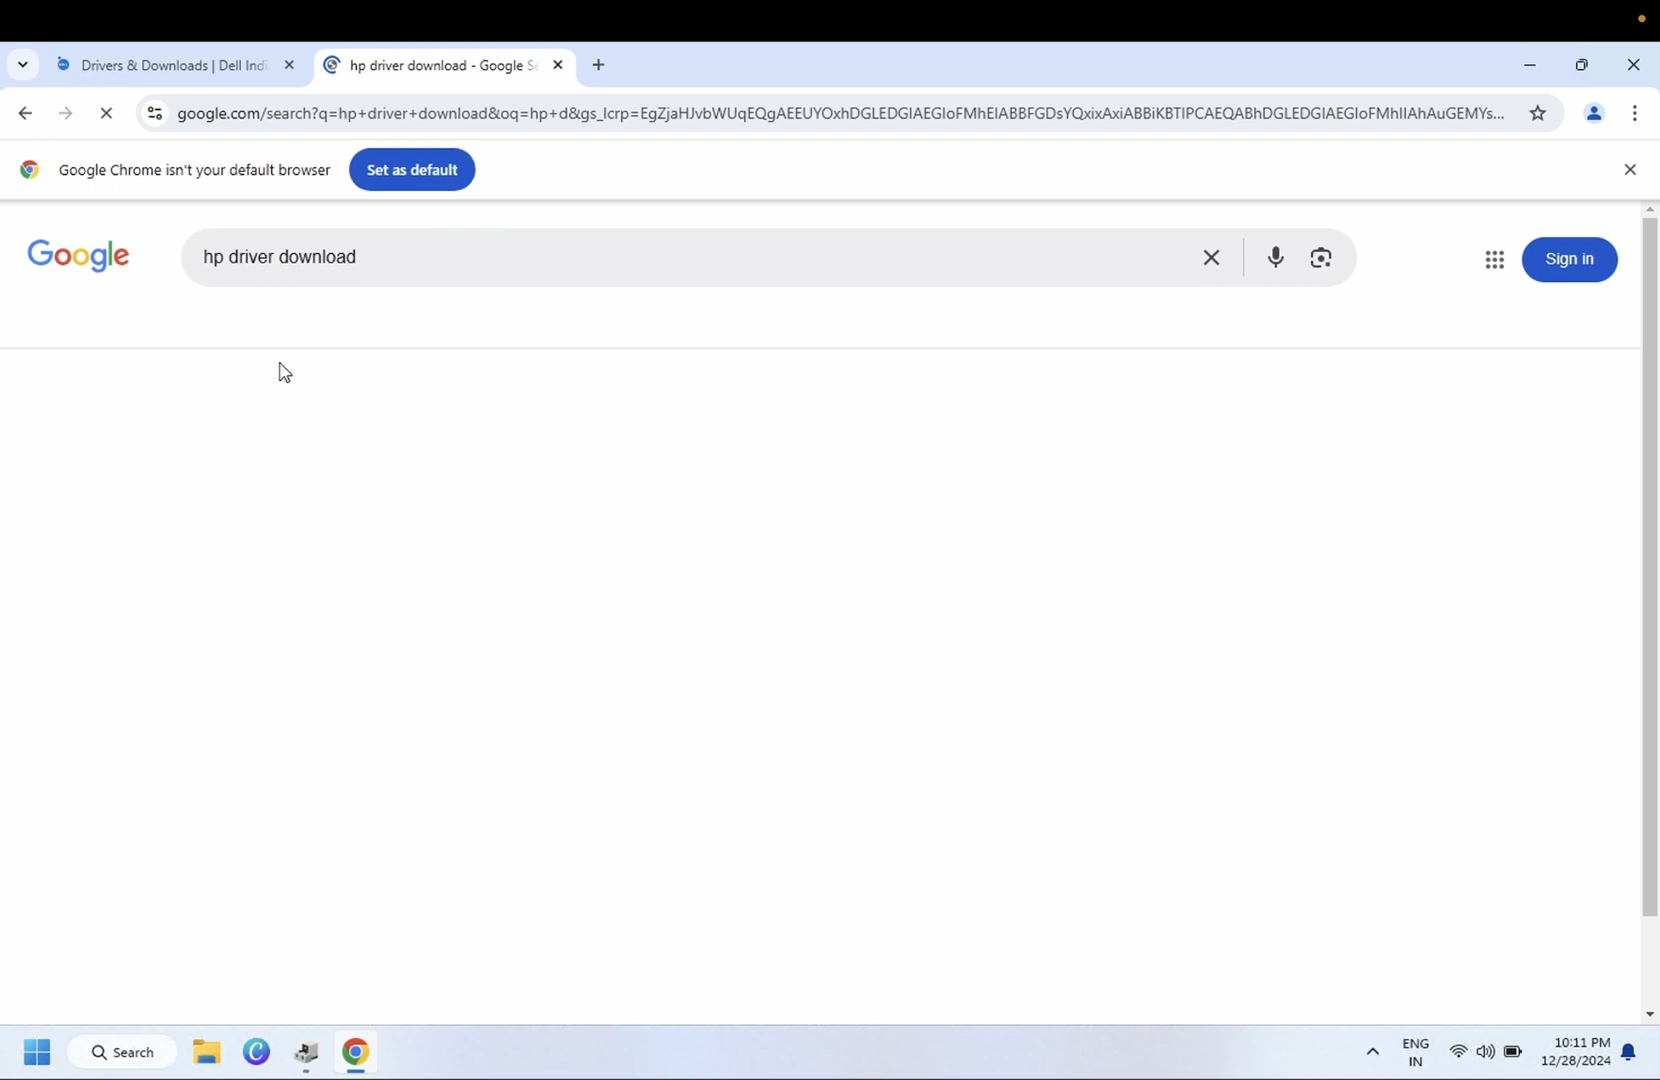 Drivers & Downloads | Dell Indi
hp driver download - Google Se
google.com/search?q=hp+driver+download&oq=hp+d&gs_lcrp=EgZjaHJvbWUqEQgAEEUYOxhDGLEDGIAEGIoFMhEIABBFGDsYQxixAxiABBiKBTIPCAEQABhDGLEDGIAEGIoFMhIIAhAuGEMYs...
Google Chrome isn't your default browser
Set as default
Google
hp driver download
Sign in
Search
ENG
IN
10:11 PM
12/28/2024